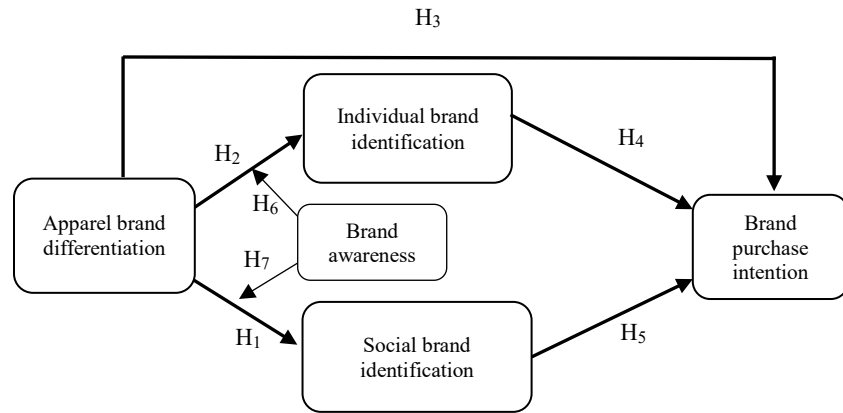 H3
Individual brand
identification
H2
H4
H6
Apparel brand
differentiation
Brand
awareness
Brand
purchase
intention
H7
H1
Social brand
identification
H5